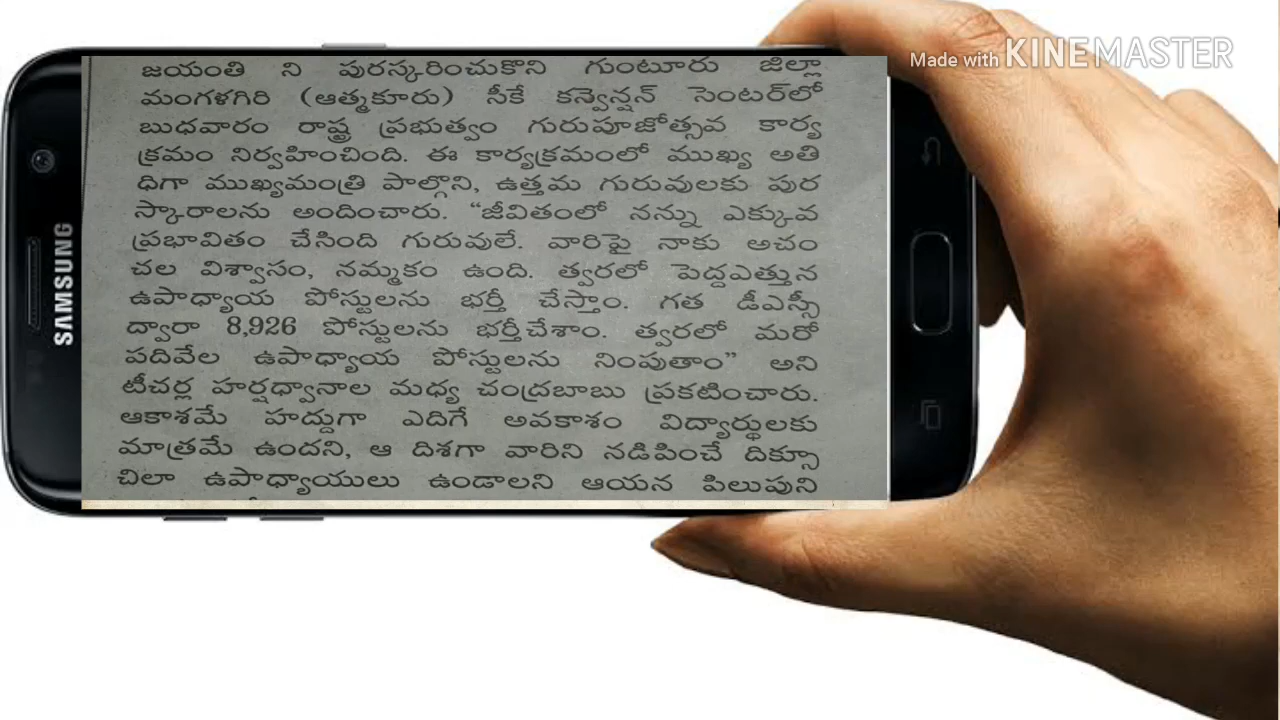 Made with KINEMASTER
SAMSUNG
జయంతి ని పురస్కరించుకొని గుంటూరు జిల్లా
మంగళగిరి (ఆత్మకూరు) సీకే కన్వెన్షన్ సెంటర్‌లో
బుధవారం రాష్ట్ర ప్రభుత్వం గురుపూజోత్సవ కార్య
క్రమం నిర్వహించింది. ఈ కార్యక్రమంలో ముఖ్య అతి
ధిగా ముఖ్యమంత్రి పాల్గొని, ఉత్తమ గురువులకు పుర
స్కారాలను అందించారు. “జీవితంలో నన్ను ఎక్కువ
ప్రభావితం చేసింది గురువులే. వారిపై నాకు అచం
చల విశ్వాసం, నమ్మకం ఉంది. త్వరలో పెద్దఎత్తున
ఉపాధ్యాయ పోస్టులను భర్తీ చేస్తాం. గత డీఎస్సీ
ద్వారా 8,926 పోస్టులను భర్తీచేశాం. త్వరలో మరో
పదివేల ఉపాధ్యాయ పోస్టులను నింపుతాం” అని
టీచర్ల హర్షధ్వానాల మధ్య చంద్రబాబు ప్రకటించారు.
ఆకాశమే హద్దుగా ఎదిగే అవకాశం విద్యార్థులకు
మాత్రమే ఉందని, ఆ దిశగా వారిని నడిపించే దిక్సూ
చిలా ఉపాధ్యాయులు ఉండాలని ఆయన పిలుపుని